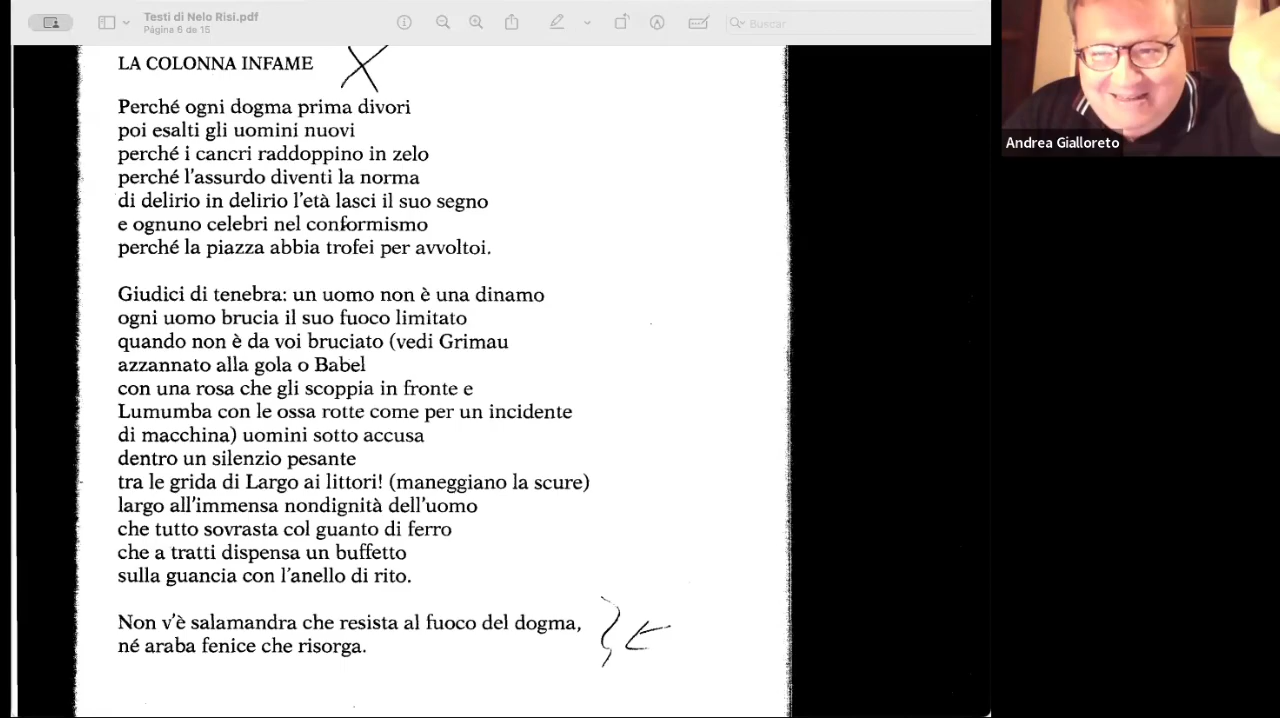 Testi di Nelo Risi.pdf
Página 6 de 15
Buscar
LA COLONNA INFAME
Perché ogni dogma prima divori
poi esalti gli uomini nuovi
perché i cancri raddoppino in zelo
perché l'assurdo diventi la norma
di delirio in delirio l'età lasci il suo segno
e ognuno celebri nel conformismo
perché la piazza abbia trofei per avvoltoi.
Giudici di tenebra: un uomo non è una dinamo
ogni uomo brucia il suo fuoco limitato
quando non è da voi bruciato (vedi Grimau
azzannato alla gola o Babel
con una rosa che gli scoppia in fronte e
Lumumba con le ossa rotte come per un incidente
di macchina) uomini sotto accusa
dentro un silenzio pesante
tra le grida di Largo ai littori! (maneggiano la scure)
largo all'immensa nondignità dell'uomo
che tutto sovrasta col guanto di ferro
che a tratti dispensa un buffetto
sulla guancia con l'anello di rito.
Non v'è salamandra che resista al fuoco del dogma,
né araba fenice che risorga.
Andrea Gialloreto